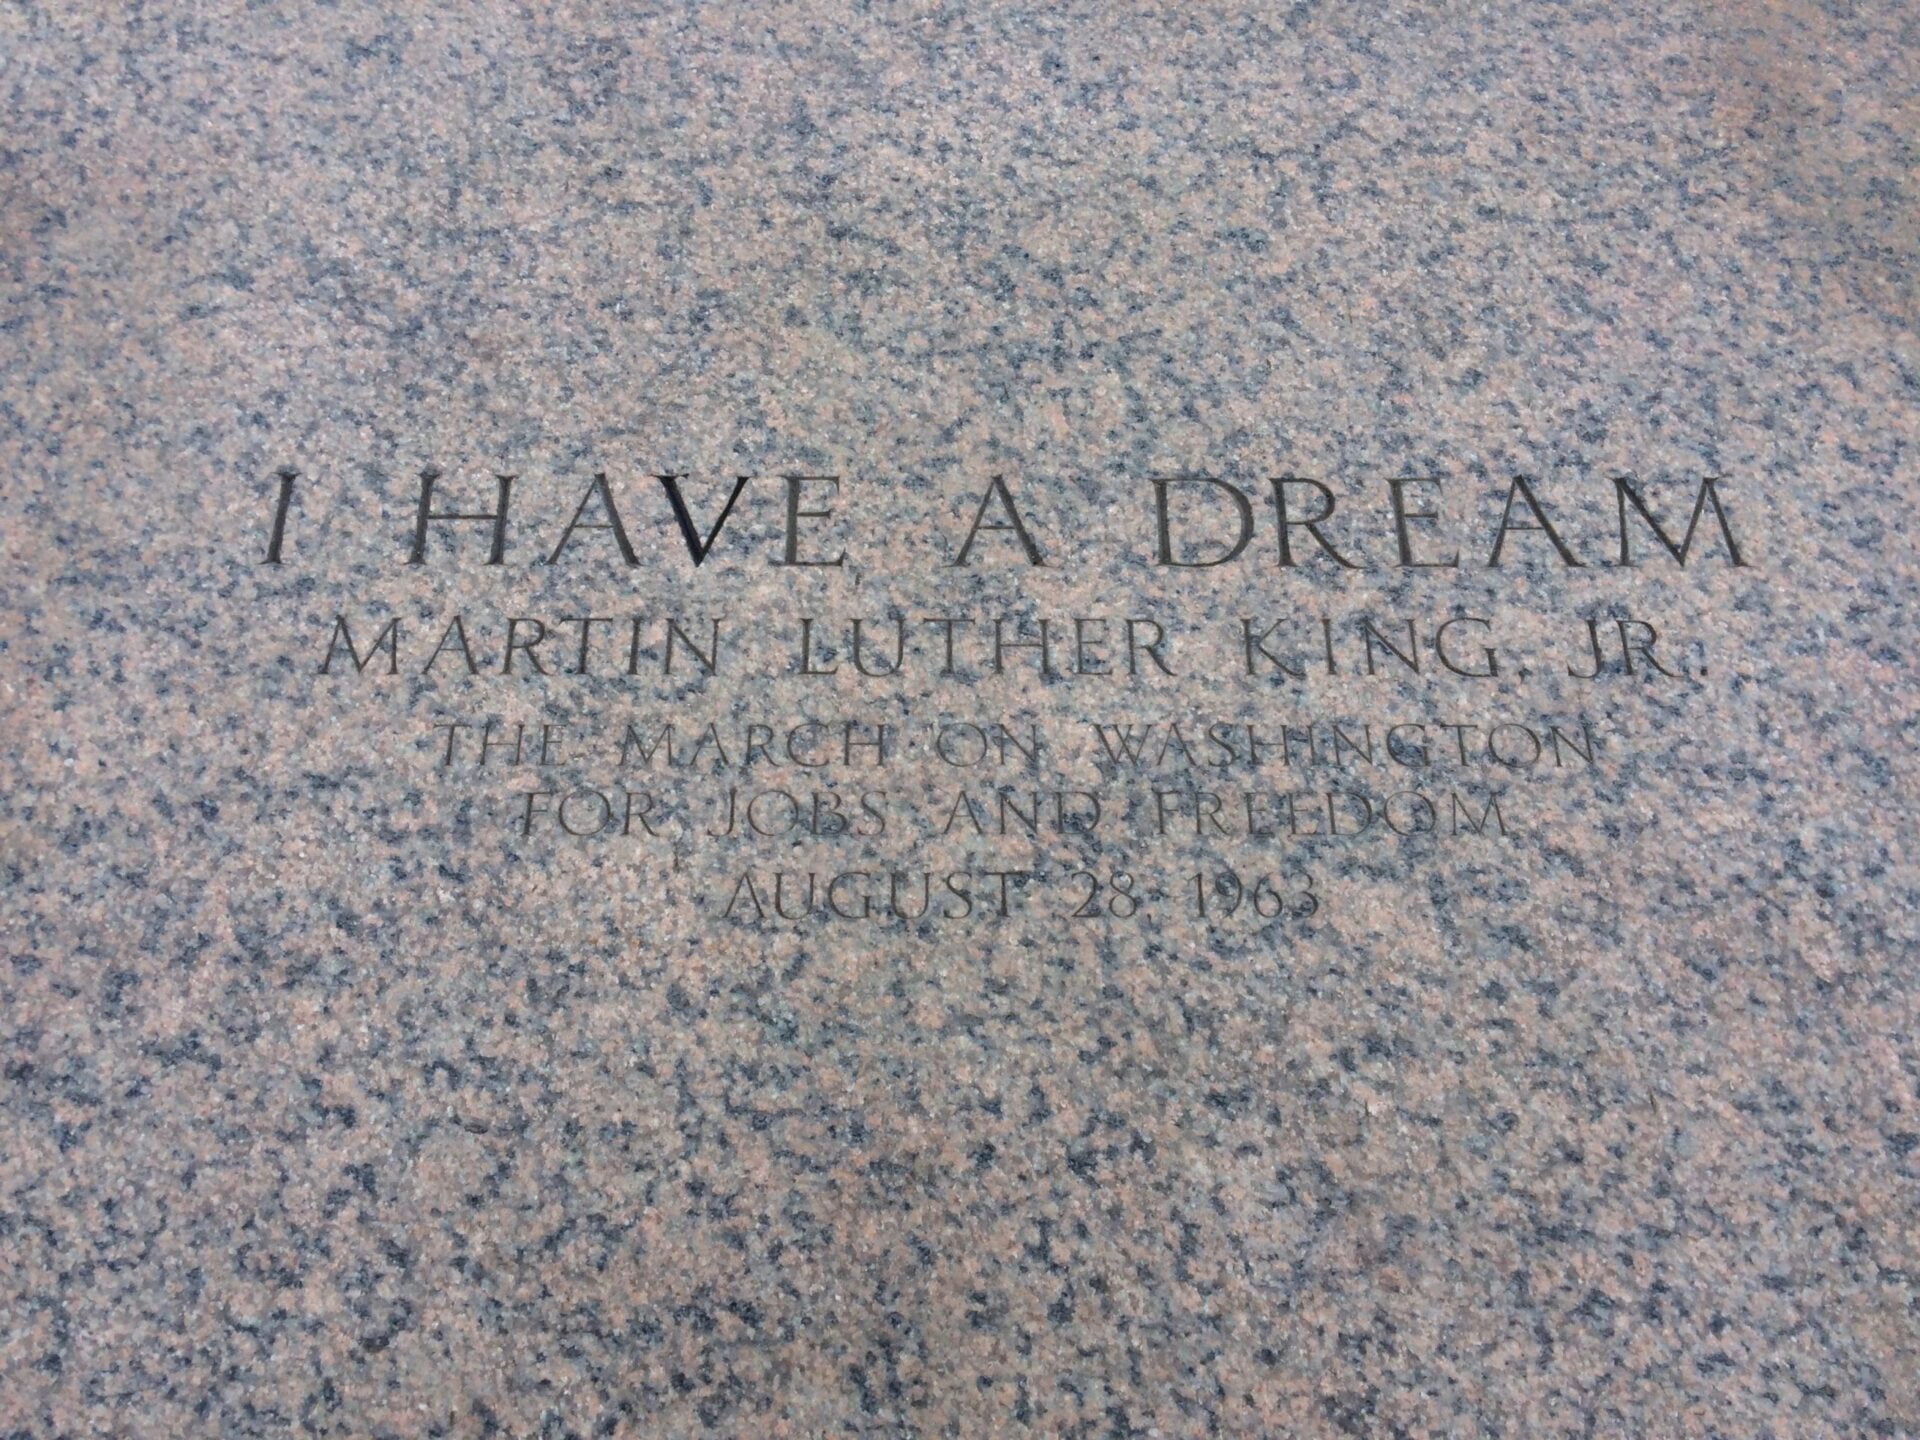 I HAVE A DREAM
MARTIN LUTHER KING, JR.
THE MARCH ON WASHINGTON
FOR JOBS AND FREEDOM
AUGUST 28, 1963